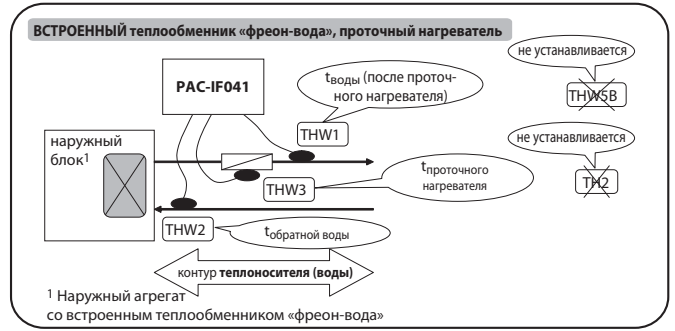 ВСТРОЕННЫЙ теплообменник «фреон-вода», проточный нагреватель
не устанавливается
THW5B
PAC-IF041
tводы (после проточ-
ного нагревателя)
THW1
не устанавливается
TH2
наружный
блок1
THW3
tпроточного
нагревателя
THW2
tобратной воды
контур теплоносителя (воды)
1 Наружный агрегат
со встроенным теплообменником «фреон-вода»